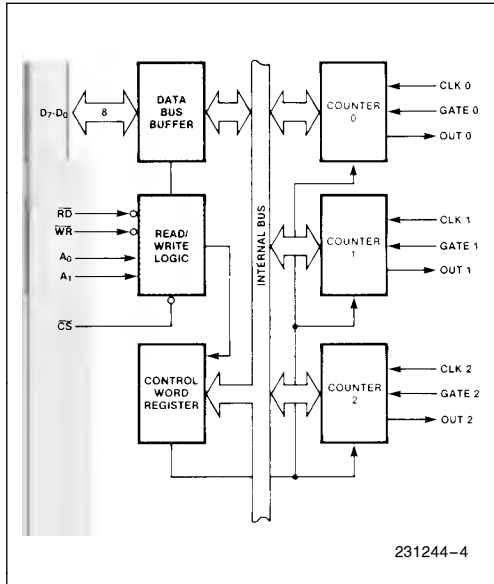 D7-D0
8
DATA
BUS
BUFFER
COUNTER
0
CLK 0
GATE 0
OUT 0
RD
WR
A0
A1
CS
READ/
WRITE
LOGIC
INTERNAL BUS
COUNTER
1
CLK 1
GATE 1
OUT 1
CONTROL
WORD
REGISTER
COUNTER
2
CLK 2
GATE 2
OUT 2
231244-4